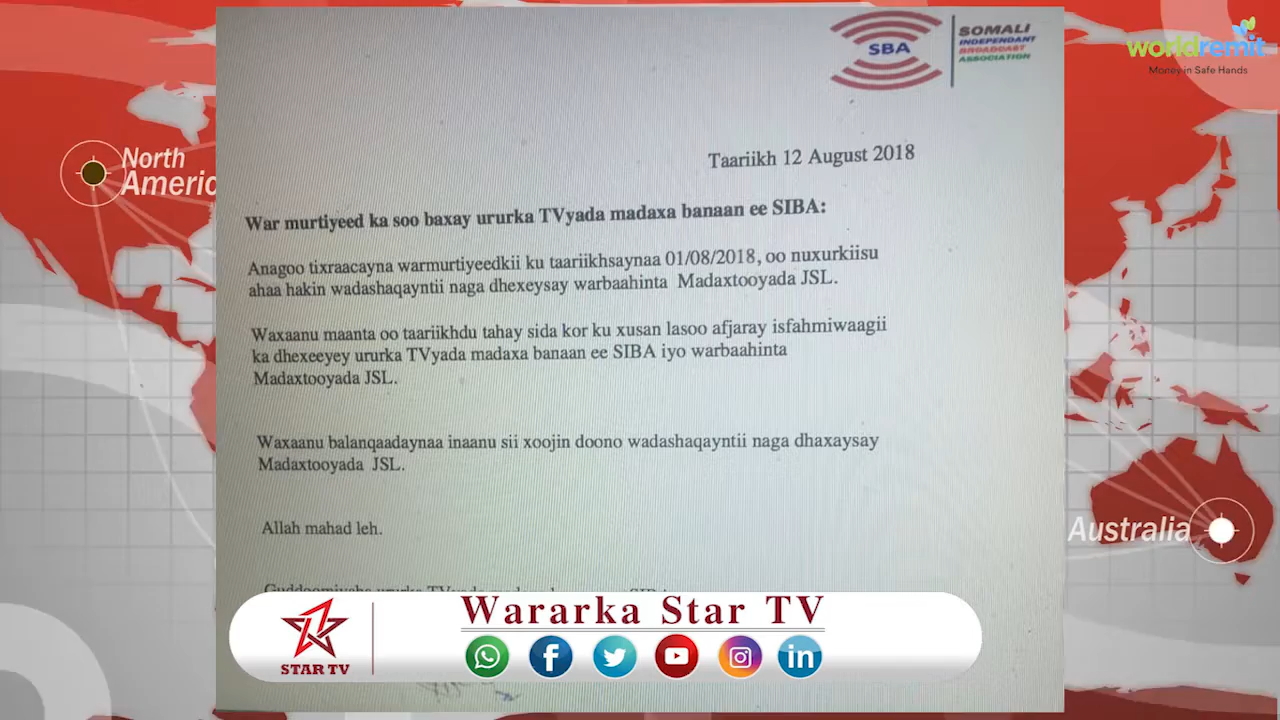 SBA
SOMALI
INDEPENDANT
BROADCAST
ASSOCIATION
worldremit
Money in Safe Hands
North
Americ
Taariikh 12 August 2018
War murtiyeed ka soo baxay ururka TVyada madaxa banaan ee SIBA:
Anagoo tixraacayna warmurtiyeedkii ku taariikhsaynaa 01/08/2018, oo nuxurkiisu
ahaa hakin wadashaqayntii naga dhexeysay warbaahinta Madaxtooyada JSL.
Waxaanu maanta oo taariikhdu tahay sida kor ku xusan lasoo afjaray isfahmiwaagii
ka dhexeeyey ururka TVyada madaxa banaan ee SIBA iyo warbaahinta
Madaxtooyada JSL.
Waxaanu balanqaadaynaa inaanu sii xoojin doono wadashaqayntii naga dhaxaysay
Madaxtooyada JSL.
Allah mahad leh.
Australia
Wararka Star TV
STAR TV